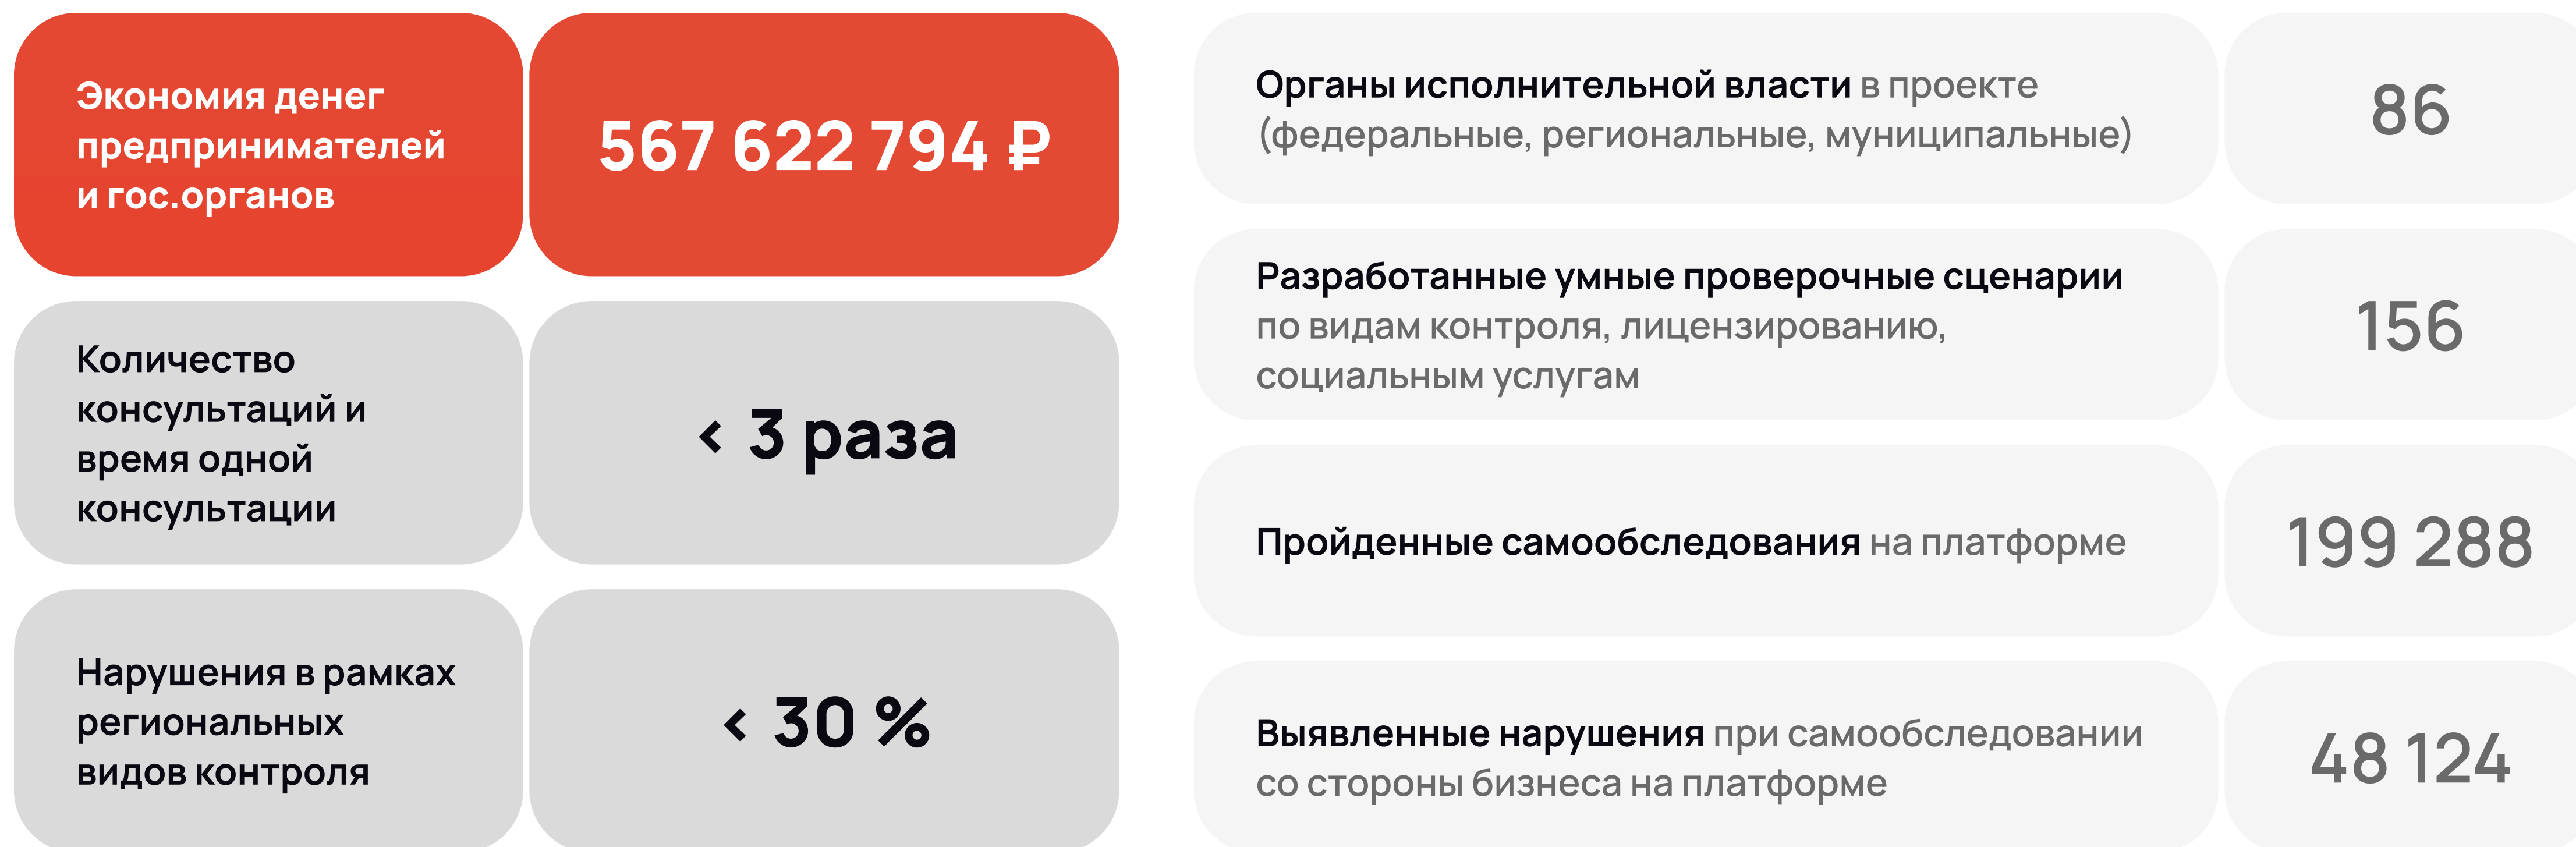 Экономия денег
предпринимателей
и гос.органов
567 622 794 ₽
Количество
консультаций и
время одной
консультации
< 3 раза
Нарушения в рамках
региональных
видов контроля
< 30 %
Органы исполнительной власти в проекте
(федеральные, региональные, муниципальные)
86
Разработанные умные проверочные сценарии
по видам контроля, лицензированию,
социальным услугам
156
Пройденные самообследования на платформе
199 288
Выявленные нарушения при самообследовании
со стороны бизнеса на платформе
48 124